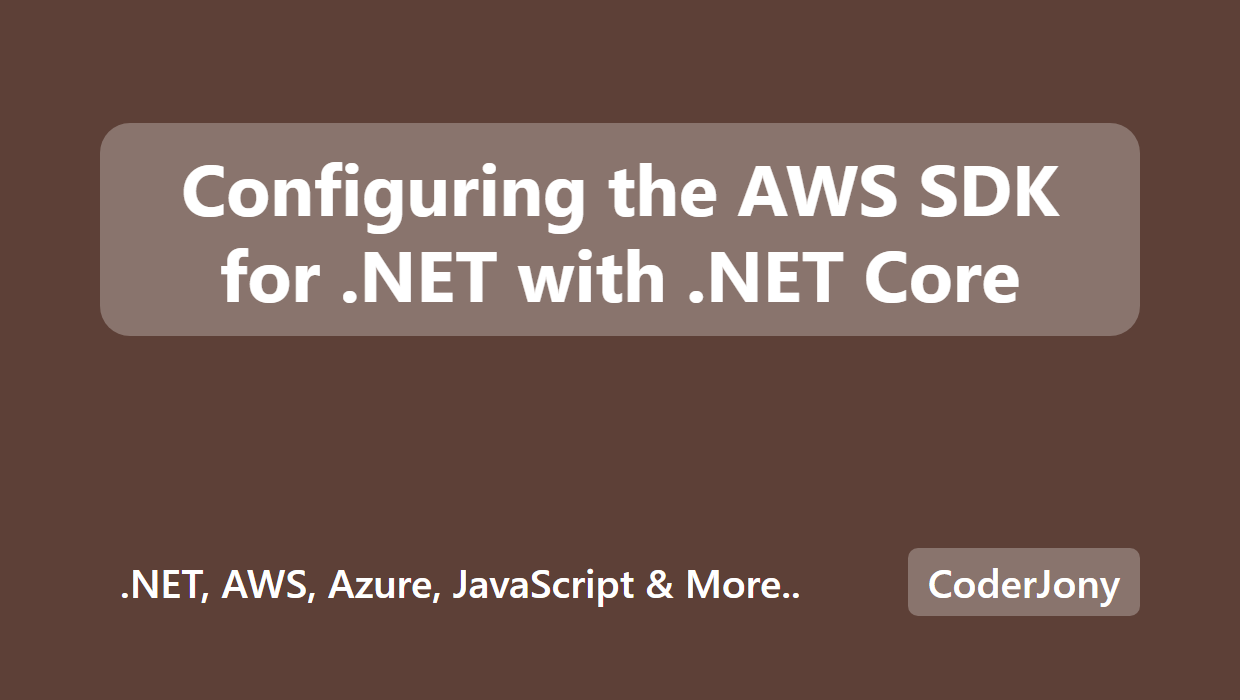 Configuring the AWS SDK
for .NET with .NET Core
.NET, AWS, Azure, JavaScript & More..
CoderJony